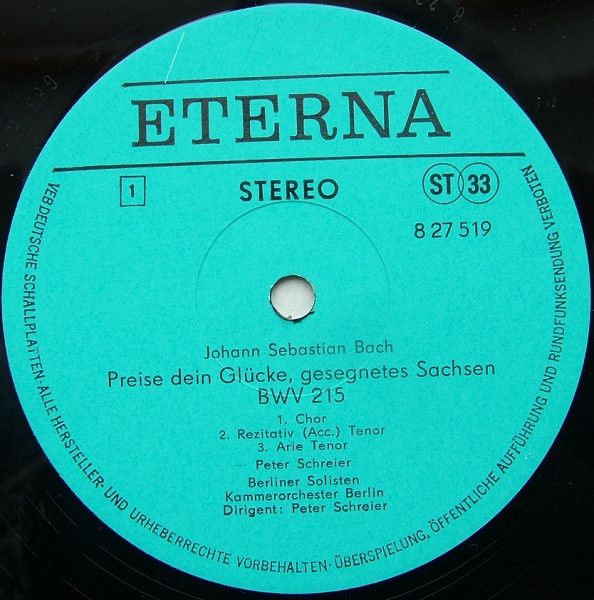 ETERNA
1
STEREO
ST 33
8 27 519
Johann Sebastian Bach
Preise dein Glücke, gesegnetes Sachsen
BWV 215
1. Chor
2. Rezitativ (Acc.) Tenor
3. Arie Tenor
Peter Schreier
Berliner Solisten
Kammerorchester Berlin
Dirigent: Peter Schreier
VEB DEUTSCHE SCHALLPLATTEN · ALLE HERSTELLER- UND URHEBERRECHTE VORBEHALTEN · ÜBERSPIELUNG, ÖFFENTLICHE AUFFÜHRUNG UND RUNDFUNKSENDUNG VERBOTEN